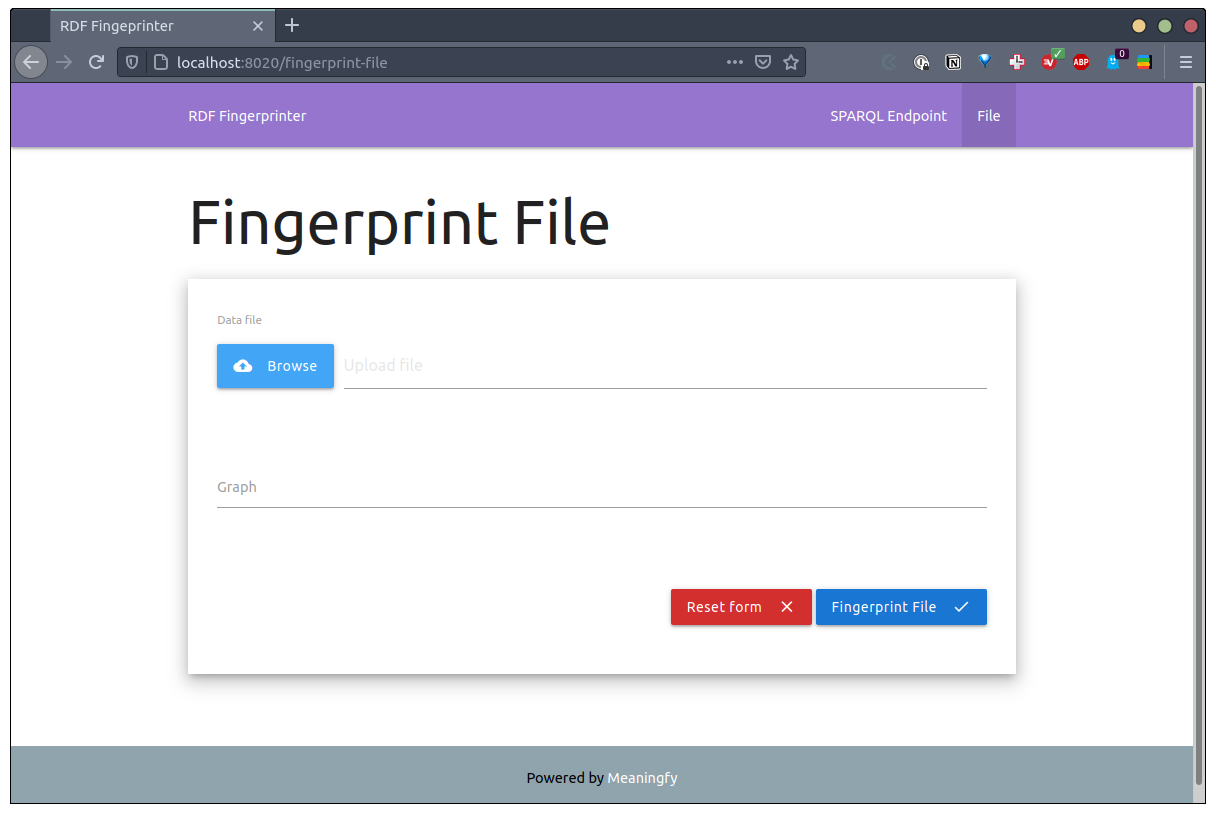 RDF Fingeprinter
localhost:8020/fingerprint-file
ABP
0
RDF Fingerprinter
SPARQL Endpoint
File
Fingerprint File
Data file
Browse
Upload file
Graph
Reset form
Fingerprint File
Powered by Meaningfy